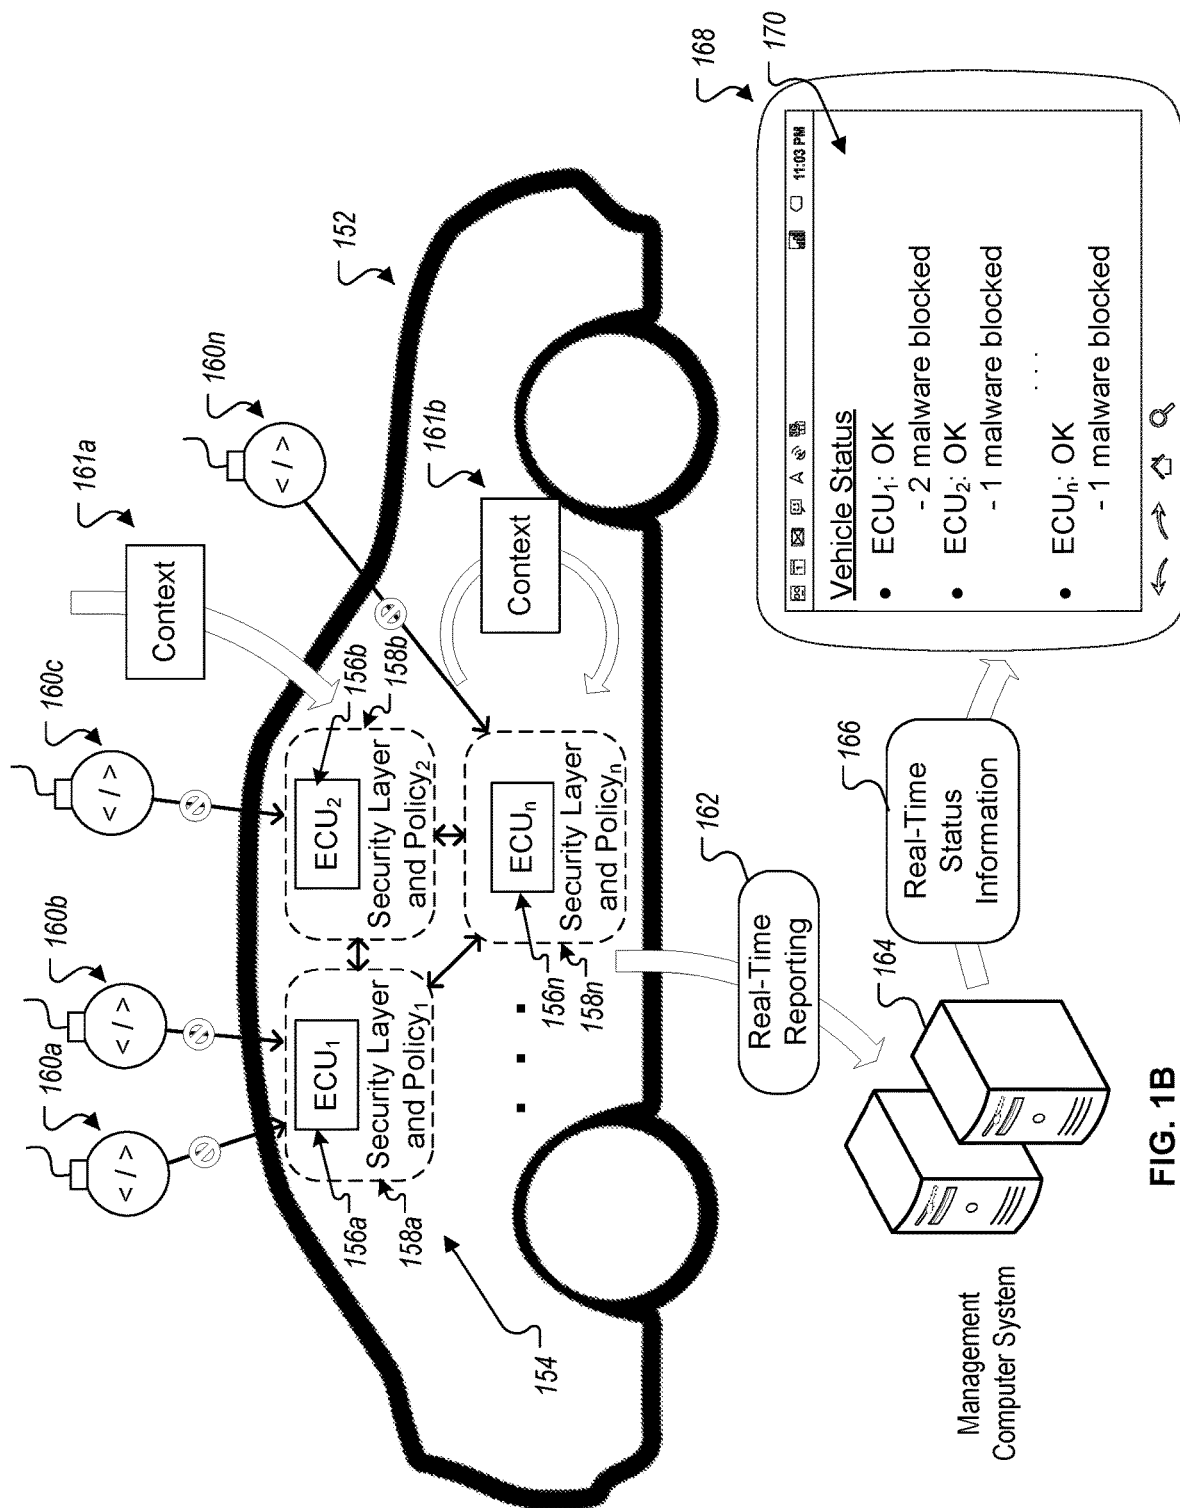 160a
160b
160c
161a
160n
</>
</>
</>
</>
Context
152
ECU1
Security Layer
and Policy1
ECU2
Security Layer
and Policy2
156b
158b
161b
Context
156a
158a
154
ECUn
Security Layer
and Policyn
156n
158n
162
Real-Time
Reporting
164
166
Real-Time
Status
Information
Management
Computer System
168
170
11:03 PM
Vehicle Status
• ECU1: OK
- 2 malware blocked
• ECU2: OK
- 1 malware blocked
. . .
• ECUn: OK
- 1 malware blocked
FIG. 1B